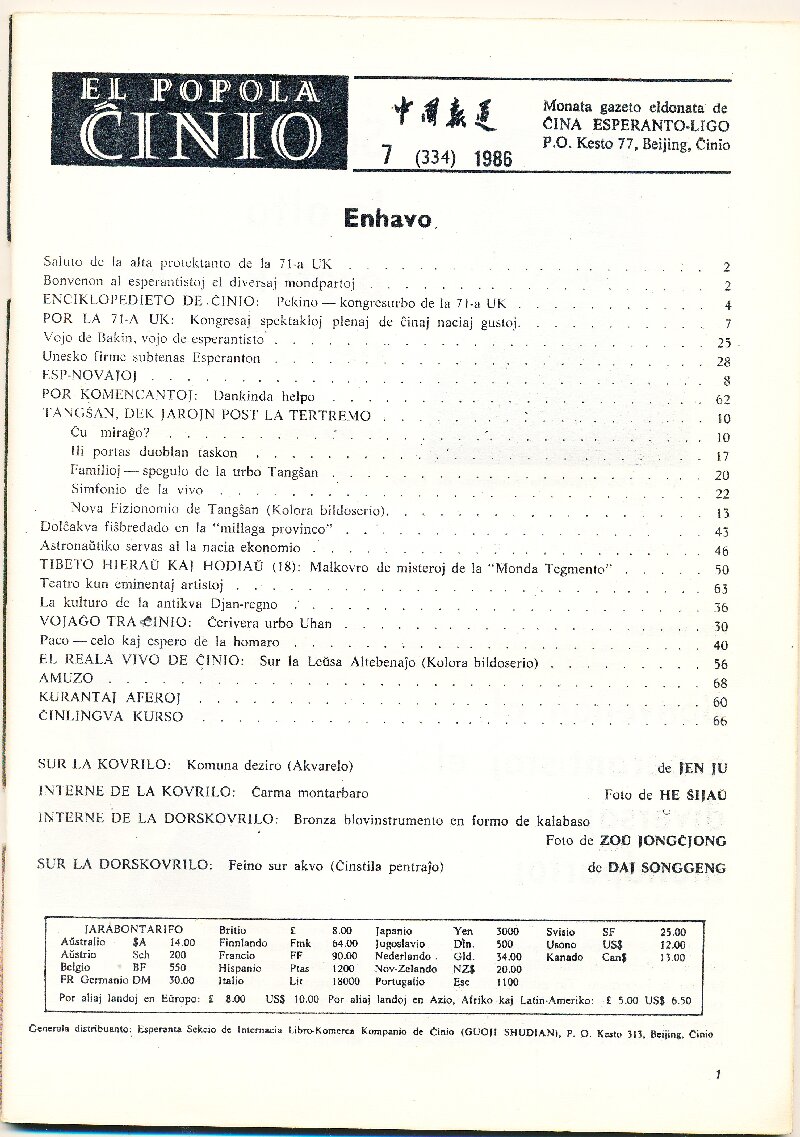 EL POPOLA
ĈINIO
中国报道
7 (334) 1986
Monata gazeto eldonata de
ĈINA ESPERANTO-LIGO
P.O. Kesto 77, Beijing, Ĉinio
Enhavo
Saluto de la alta protektanto de la 71-a UK . . . . . 2
Bonvenon al esperantistoj el diversaj mondpartoj . . . . . 2
ENCIKLOPEDIETO DE ĈINIO: Pekino — kongresurbo de la 71-a UK . . . . . 4
POR LA 71-A UK: Kongresaj spektakloj plenaj de ĉinaj naciaj gustoj. . . . . . 7
Vojo de Bakin, vojo de esperantisto . . . . . 25
Unesko firme subtenas Esperanton . . . . . 28
ESP-NOVAĴOJ . . . . . 8
POR KOMENCANTOJ: Dankinda helpo . . . . . 62
TANGŜAN, DEK JAROJN POST LA TERTREMO . . . . . 10
Ĉu miraĝo? . . . . . 10
Ili portas duoblan taskon . . . . . 17
Familioj — spegulo de la urbo Tangŝan . . . . . 20
Simfonio de la vivo . . . . . 22
Nova Fizionomio de Tangŝan (Kolora bildoserio). . . . . . 13
Dolĉakva fiŝbredado en la "millaga provinco" . . . . . 43
Astronaŭtiko servas al la nacia ekonomio . . . . . 46
TIBETO HIERAŬ KAJ HODIAŬ (18): Malkovro de misteroj de la "Monda Tegmento" . . . . . 50
Teatro kun eminentaj artistoj . . . . . 63
La kulturo de la antikva Djan-regno . . . . . 36
VOJAĜO TRA ĈINIO: Ĉerivera urbo Uhan . . . . . 30
Paco — celo kaj espero de la homaro . . . . . 40
EL REALA VIVO DE ĈINIO: Sur la Leŭsa Altebenaĵo (Kolora bildoserio) . . . . . 56
AMUZO . . . . . 68
KURANTAJ AFEROJ . . . . . 60
ĈINLINGVA KURSO . . . . . 66
SUR LA KOVRILO: Komuna deziro (Akvarelo) de JEN JU
INTERNE DE LA KOVRILO: Ĉarma montarbaro Foto de HE ŜIJAŬ
INTERNE DE LA DORSKOVRILO: Bronza blovinstrumento en formo de kalabaso
Foto de ZOŬ JONGĈJONG
SUR LA DORSKOVRILO: Feino sur akvo (Ĉinstila pentraĵo) de DAJ SONGGENG
JARABONTARIFO Britio £ 8.00 Japanio Yen 3000 Svisio SF 25.00
Aŭstralio $A 14.00 Finnlando Fmk 64.00 Jugoslavio Din. 500 Usono US$ 12.00
Aŭstrio Sch 200 Francio FF 90.00 Nederlando Gld. 34.00 Kanado Can$ 13.00
Belgio BF 550 Hispanio Ptas 1200 Nov-Zelando NZ$ 20.00
FR Germanio DM 30.00 Italio Lit 18000 Portugalio Esc 1100
Por aliaj landoj en Eŭropo: £ 8.00 US$ 10.00 Por aliaj landoj en Azio, Afriko kaj Latin-Ameriko: £ 5.00 US$ 6.50
Ĝenerala distribuanto: Esperanta Sekcio de Internacia Libro-Komerca Kompanio de Ĉinio (GUOJI SHUDIAN), P. O. Kesto 313, Beijing, Ĉinio
1